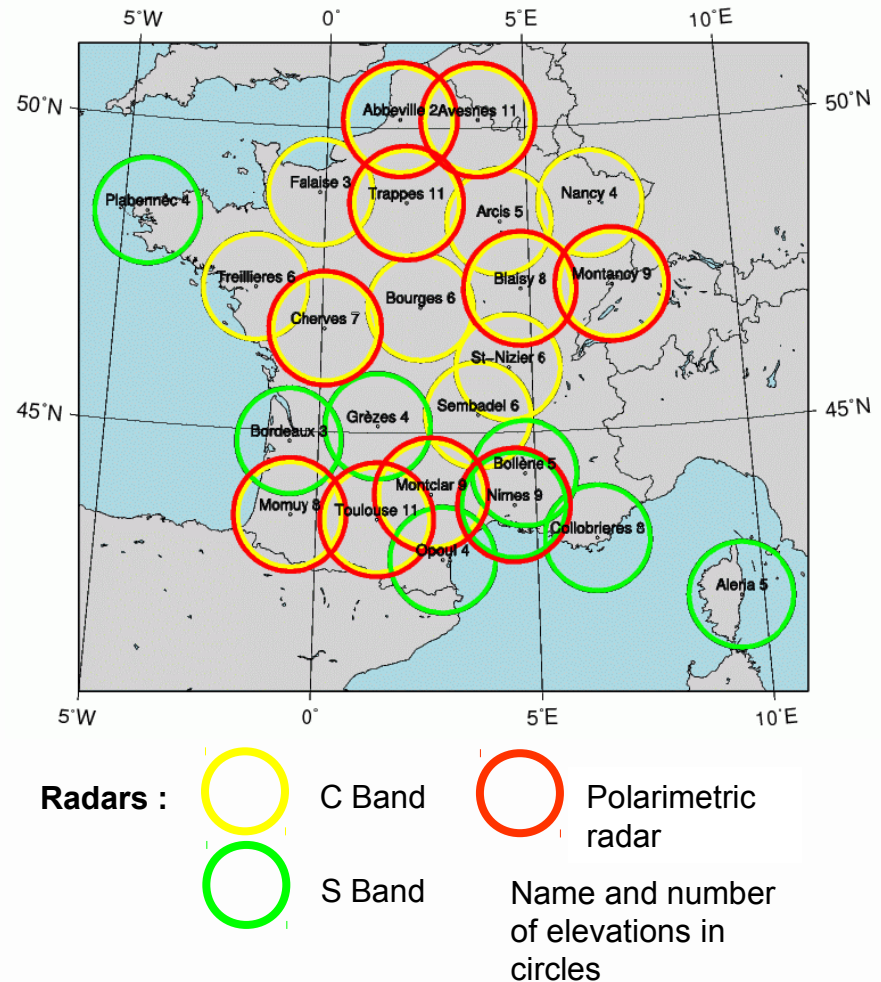 5°W 0° 5°E 10°E
50°N 50°N
Abbeville 2 Avesnes 11
Falaise 3 Trappes 11 Nancy 4
Plabennec 4 Arcis 5
Treillieres 6 Blaisy 8 Montancy 9
Bourges 6
Cherves 7
St-Nizier 6
45°N Sembadel 6 45°N
Grèzes 4
Bordeaux 3
Bollène 5
Montclar 9
Momuy 8 Toulouse 11 Nimes 9
Collobrieres 8
Opoul 4
Aleria 5
5°W 0° 5°E 10°E
Radars : C Band Polarimetric
radar
S Band Name and number
of elevations in
circles